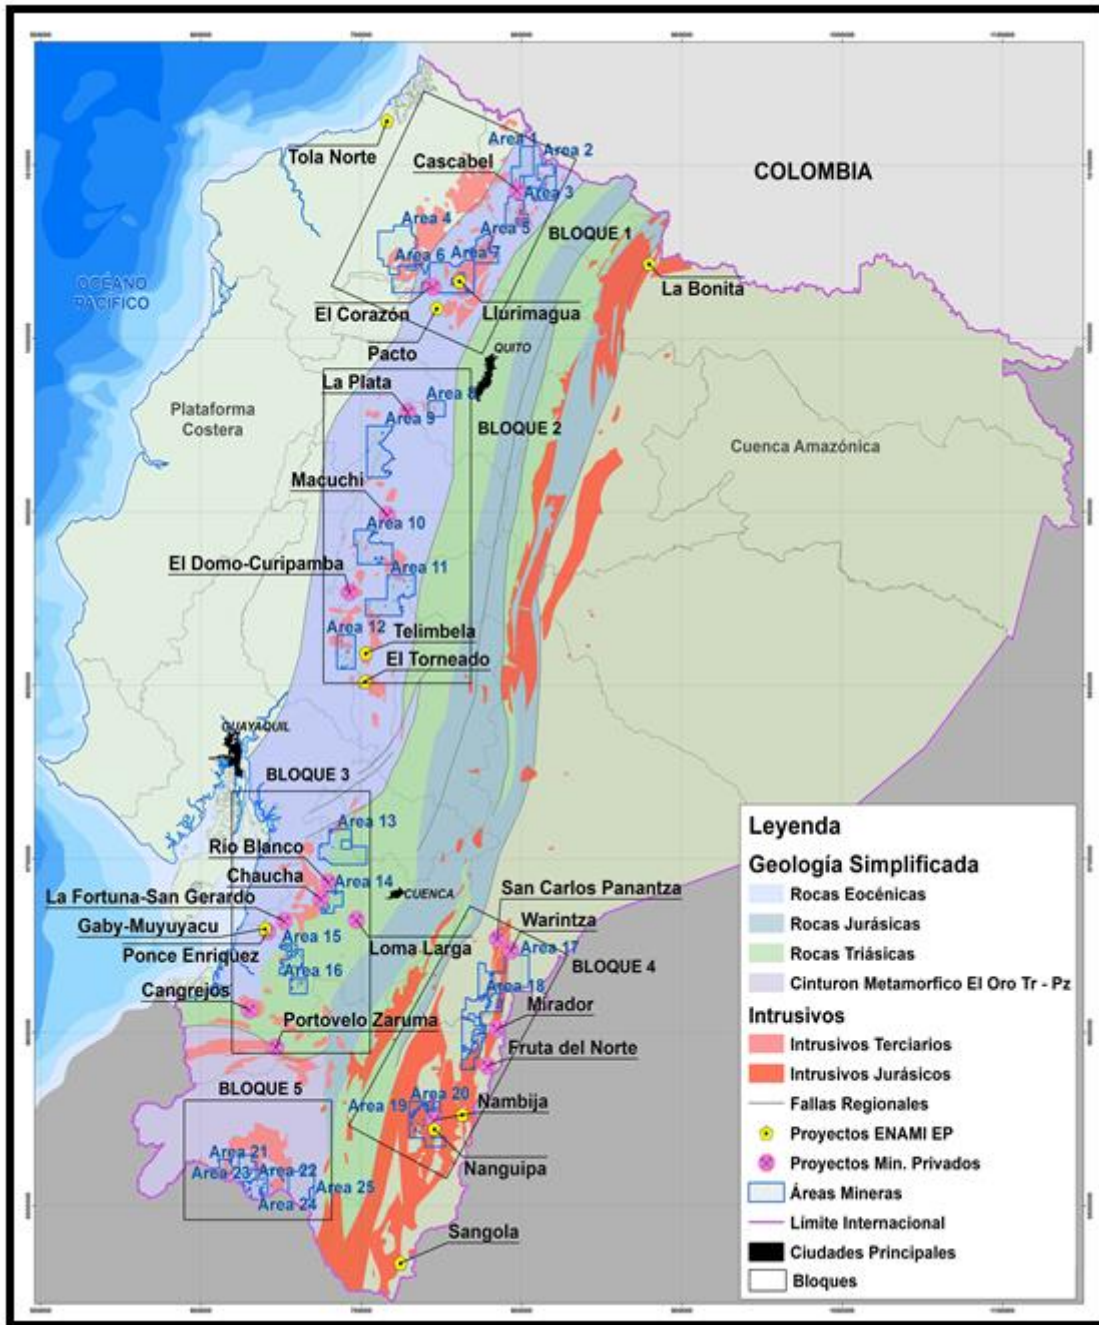 Tola Norte
Cascabel
Area 1
Area 2
Area 3
COLOMBIA
Area 4
Area 5
BLOQUE 1
Area 6
Area 7
OCÉANO
PACÍFICO
La Bonita
El Corazón
Llurimagua
Pacto
QUITO
La Plata
Area 8
Plataforma
Costera
Area 9
BLOQUE 2
Cuenca Amazónica
Macuchi
Area 10
El Domo-Curipamba
Area 11
Area 12
Telimbela
El Torneado
GUAYAQUIL
BLOQUE 3
Area 13
Rio Blanco
Chaucha
Area 14
La Fortuna-San Gerardo
CUENCA
San Carlos Panantza
Gaby-Muyuyacu
Warintza
Ponce Enriquez
Area 15
Loma Larga
Area 17
Area 16
BLOQUE 4
Cangrejos
Area 18
Mirador
Portovelo Zaruma
Fruta del Norte
BLOQUE 5
Area 19
Area 20
Nambija
Nanguipa
Area 21
Area 23
Area 22
Area 25
Area 24
Sangola
Leyenda
Geología Simplificada
Rocas Eocénicas
Rocas Jurásicas
Rocas Triásicas
Cinturon Metamorfico El Oro Tr - Pz
Intrusivos
Intrusivos Terciarios
Intrusivos Jurásicos
Fallas Regionales
Proyectos ENAMI EP
Proyectos Min. Privados
Áreas Mineras
Límite Internacional
Ciudades Principales
Bloques